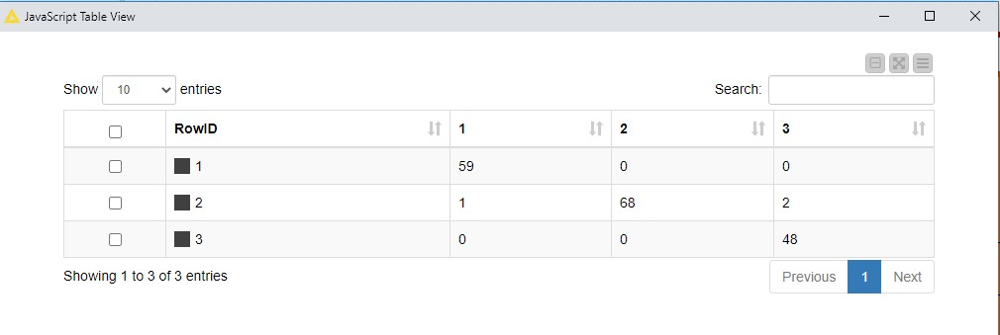 JavaScript Table View
Show 10 entries Search:
RowID 1 2 3
1 59 0 0
2 1 68 2
3 0 0 48
Showing 1 to 3 of 3 entries Previous 1 Next